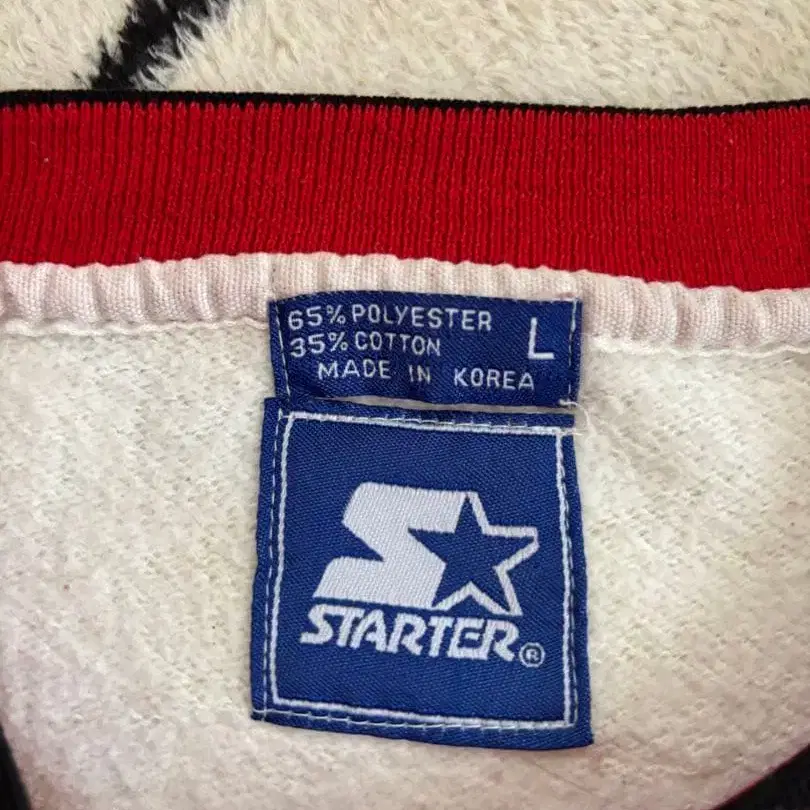 65% POLYESTER
35% COTTON L
MADE IN KOREA
STARTER®